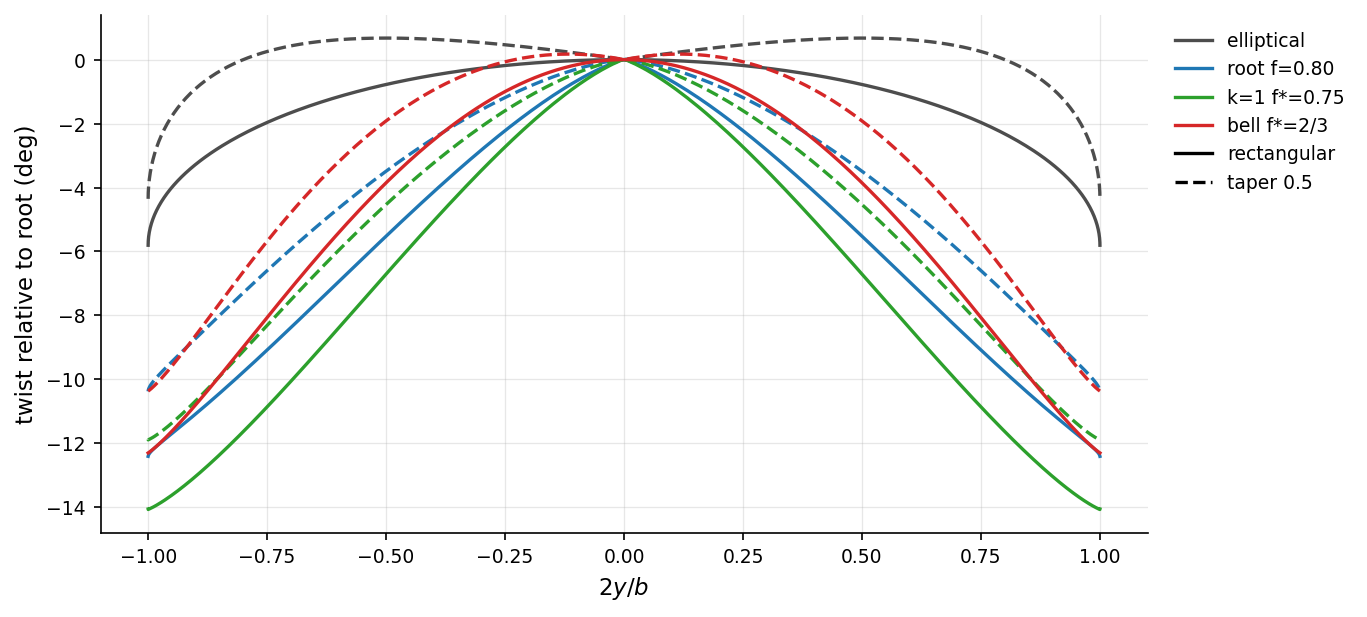 0
−2
−4
−6
−8
−10
−12
−14
twist relative to root (deg)
−1.00
−0.75
−0.50
−0.25
0.00
0.25
0.50
0.75
1.00
2y/b
elliptical
root f=0.80
k=1 f*=0.75
bell f*=2/3
rectangular
taper 0.5